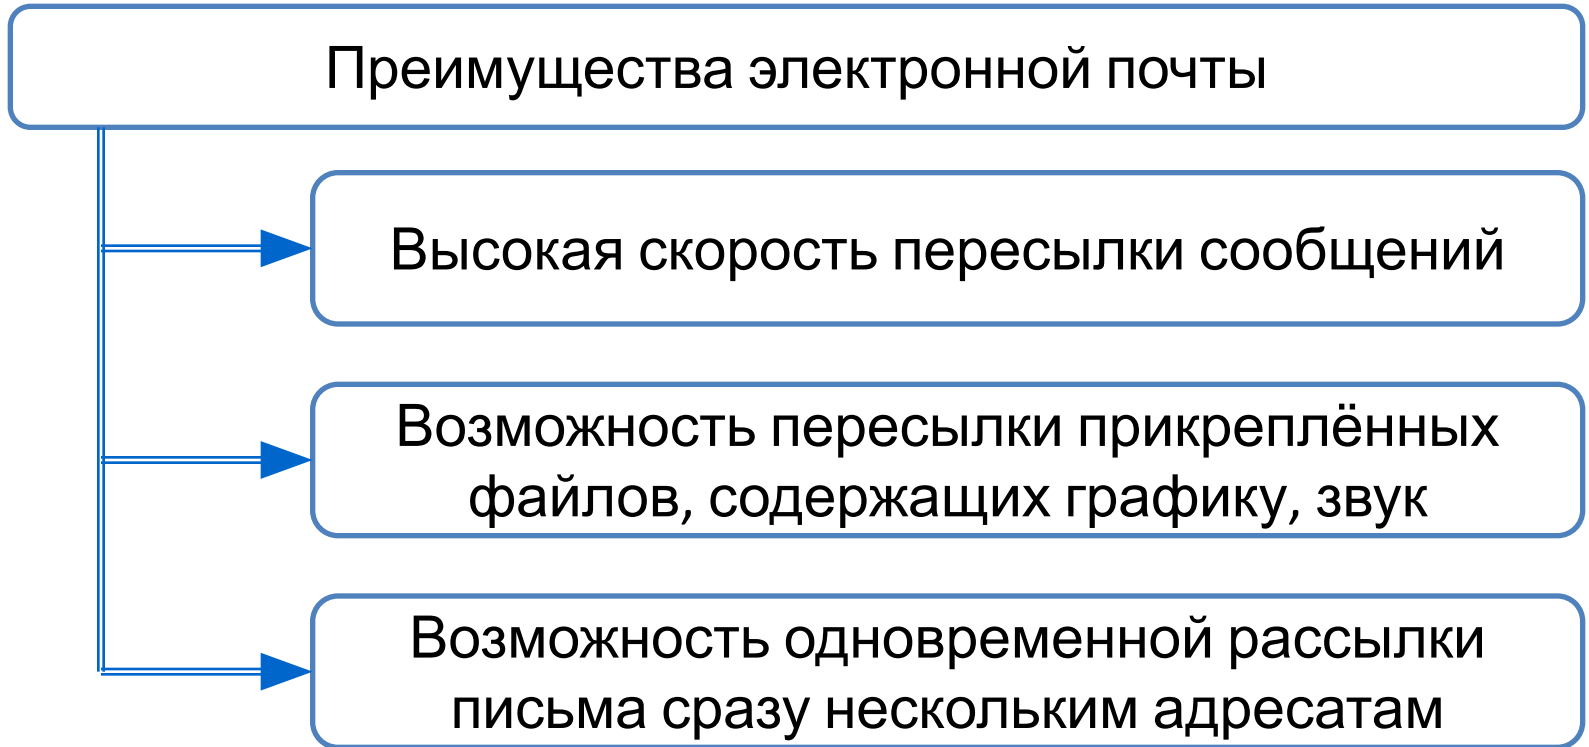 Преимущества электронной почты
Высокая скорость пересылки сообщений
Возможность пересылки прикреплённых
файлов, содержащих графику, звук
Возможность одновременной рассылки
письма сразу нескольким адресатам